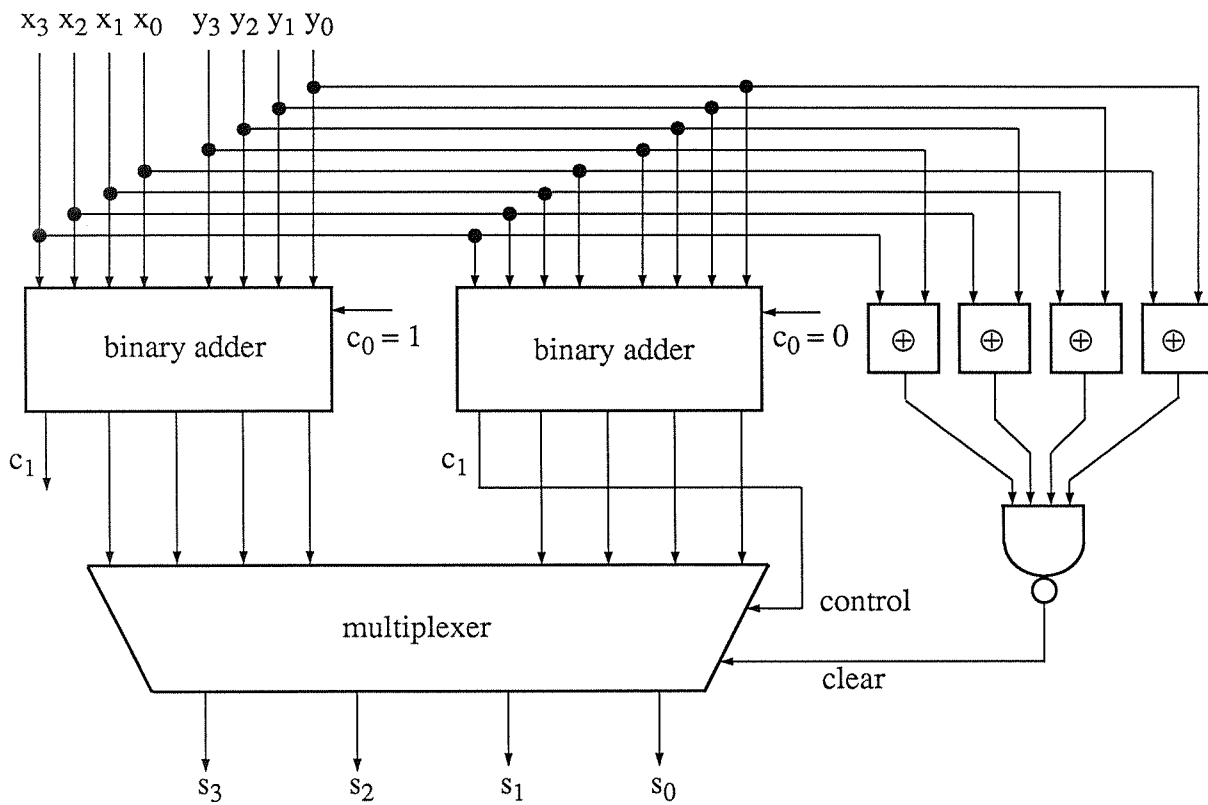 x₃ x₂ x₁ x₀ y₃ y₂ y₁ y₀
binary adder
c₀ = 1
binary adder
c₀ = 0
⊕ ⊕ ⊕ ⊕
c₁
c₁
multiplexer
control
clear
s₃ s₂ s₁ s₀